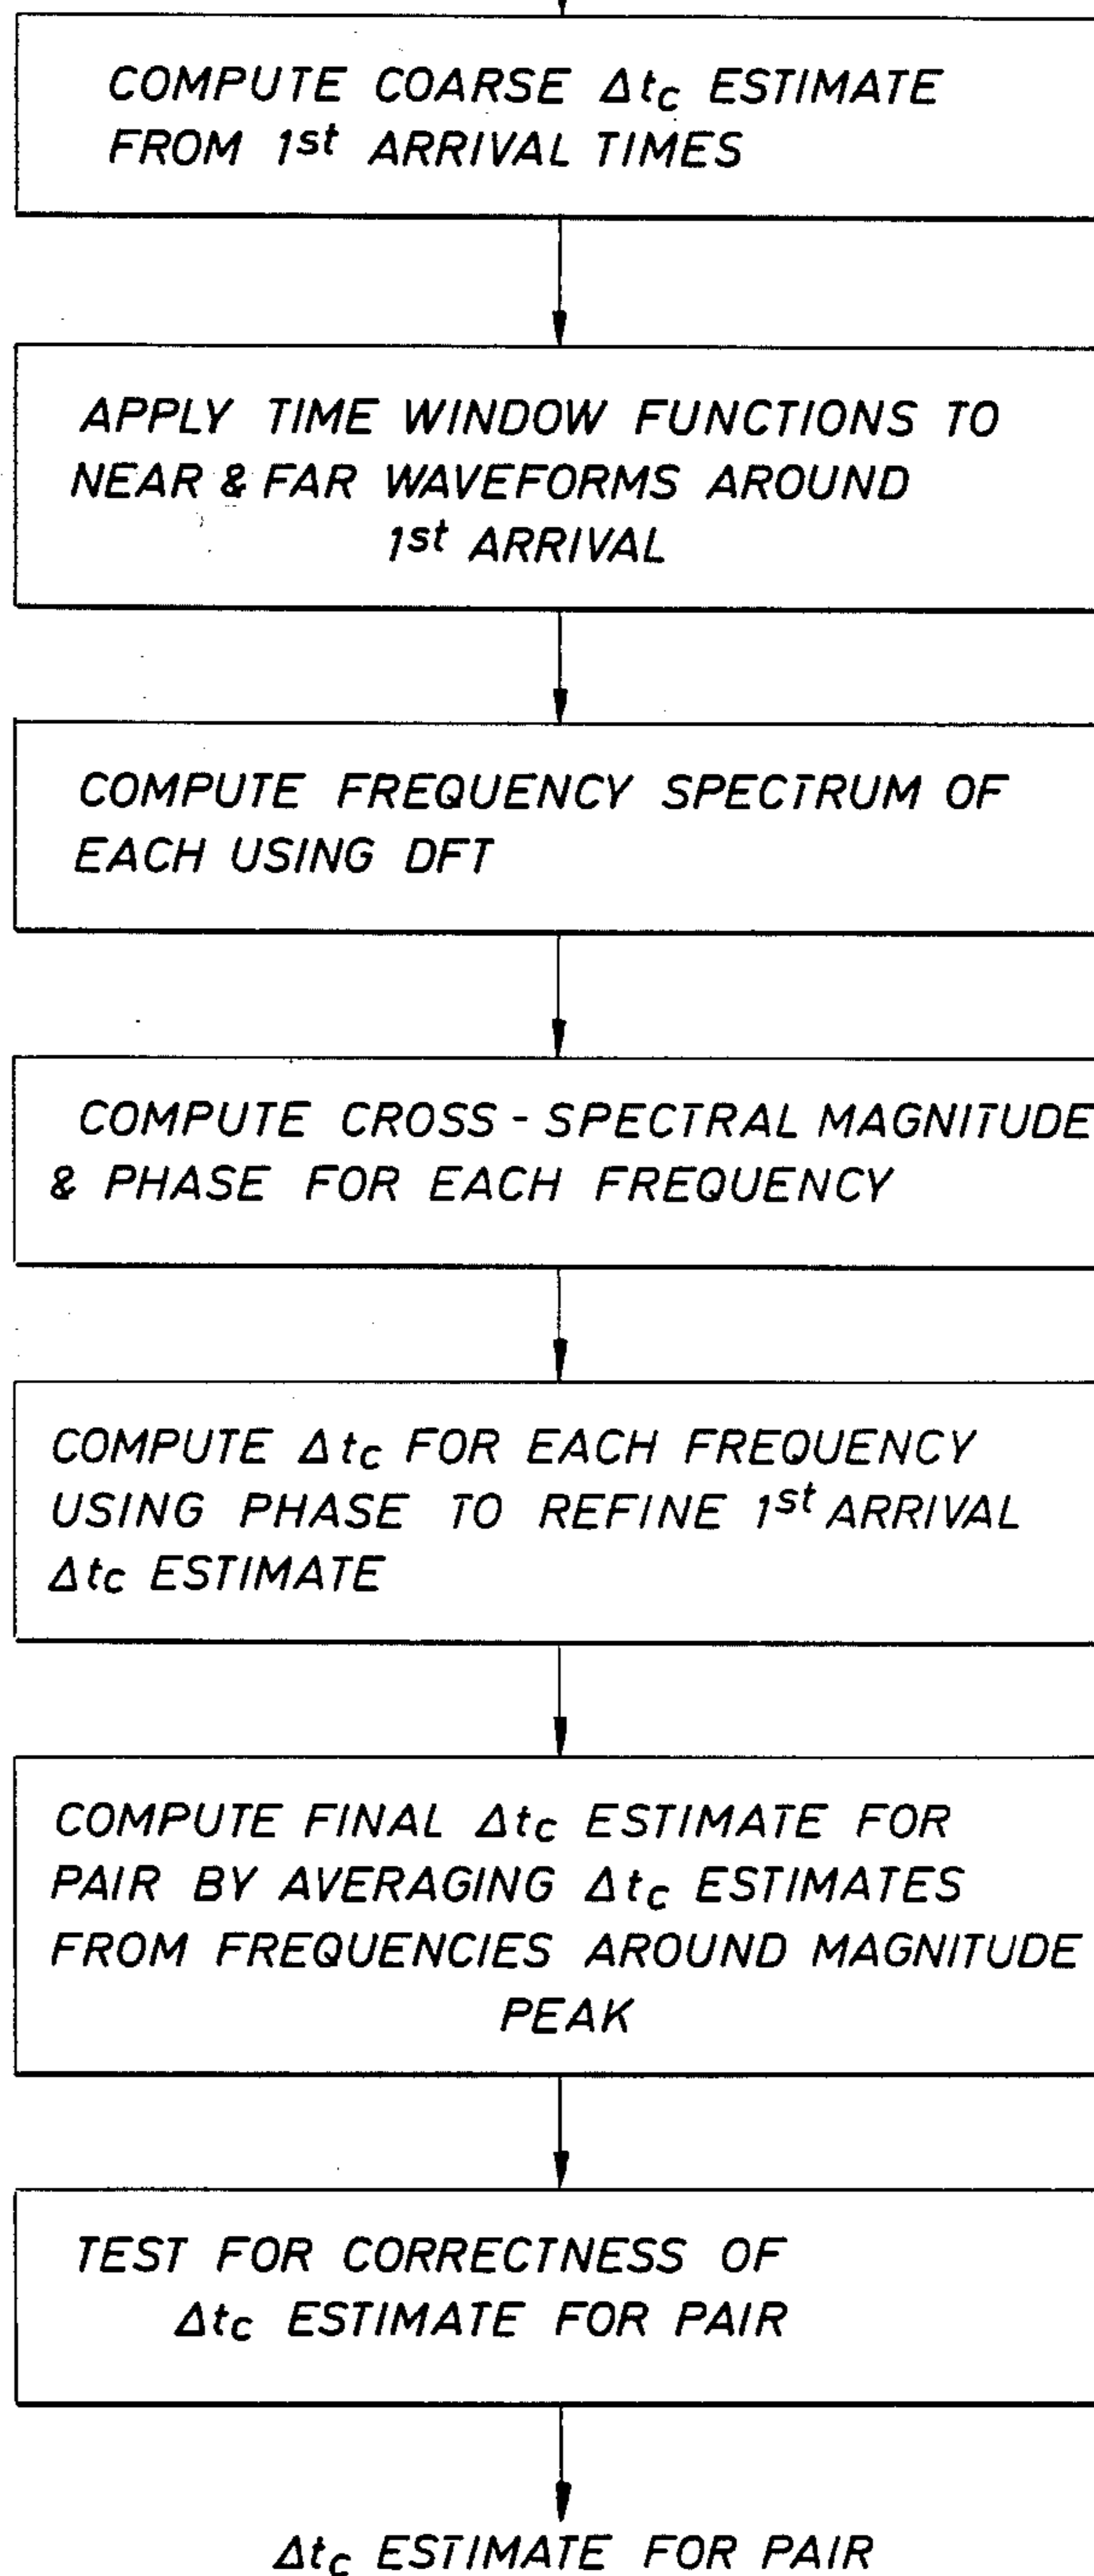 COMPUTE COARSE Δtc ESTIMATE
FROM 1st ARRIVAL TIMES
APPLY TIME WINDOW FUNCTIONS TO
NEAR & FAR WAVEFORMS AROUND
1st ARRIVAL
COMPUTE FREQUENCY SPECTRUM OF
EACH USING DFT
COMPUTE CROSS - SPECTRAL MAGNITUDE
& PHASE FOR EACH FREQUENCY
COMPUTE Δtc FOR EACH FREQUENCY
USING PHASE TO REFINE 1st ARRIVAL
Δtc ESTIMATE
COMPUTE FINAL Δtc ESTIMATE FOR
PAIR BY AVERAGING Δtc ESTIMATES
FROM FREQUENCIES AROUND MAGNITUDE
PEAK
TEST FOR CORRECTNESS OF
Δtc ESTIMATE FOR PAIR
Δtc ESTIMATE FOR PAIR